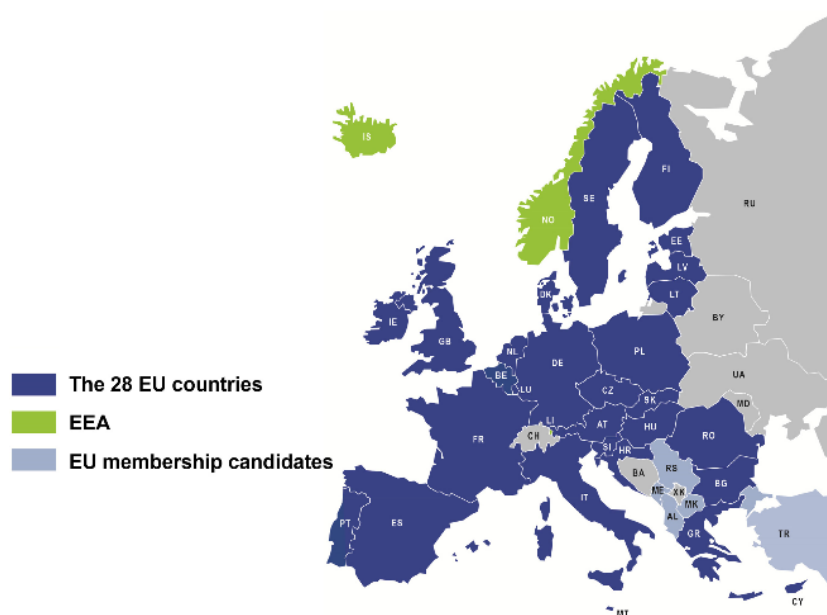 IS
FI
SE
NO
RU
EE
LV
LT
DK
BY
IE
GB
NL
DE
PL
BE
LU
UA
CZ
SK
MD
The 28 EU countries
LI
AT
HU
EEA
FR
CH
RO
SI
HR
EU membership candidates
BA
RS
ME
XK
BG
MK
PT
ES
IT
AL
GR
TR
CY
MT